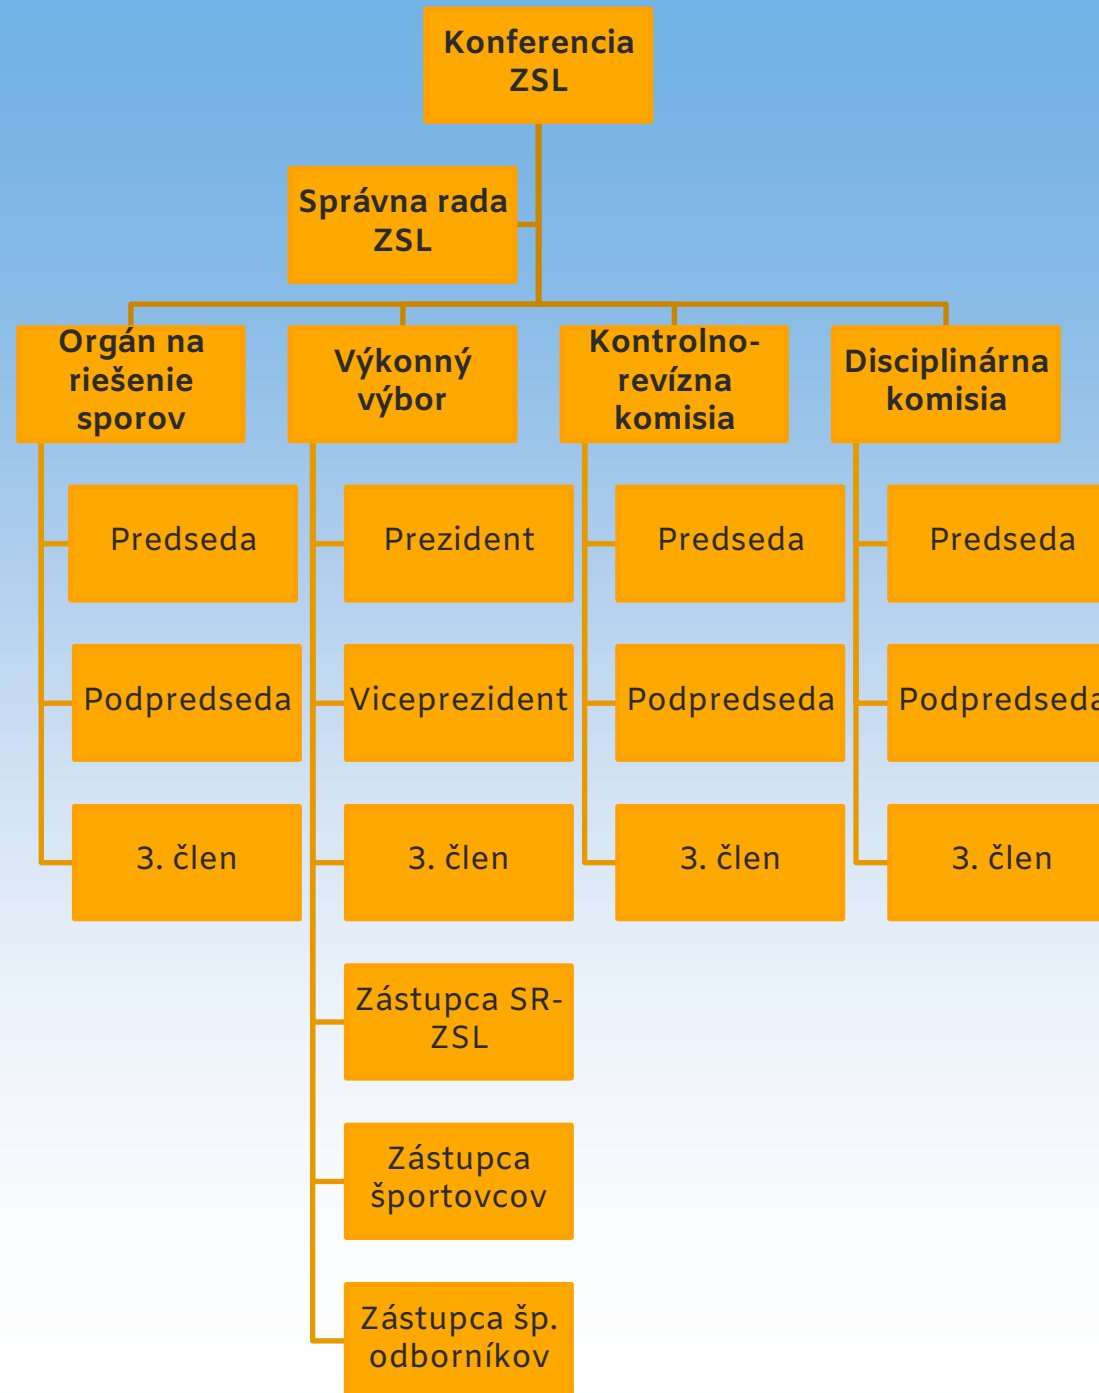 Konferencia
ZSL
Správna rada
ZSL
Orgán na
riešenie
sporov
Výkonný
výbor
Kontrolno-
revízna
komisia
Disciplinárna
komisia
Predseda
Prezident
Predseda
Predseda
Podpredseda
Viceprezident
Podpredseda
Podpredseda
3. člen
3. člen
3. člen
3. člen
Zástupca SR-
ZSL
Zástupca
športovcov
Zástupca šp.
odborníkov